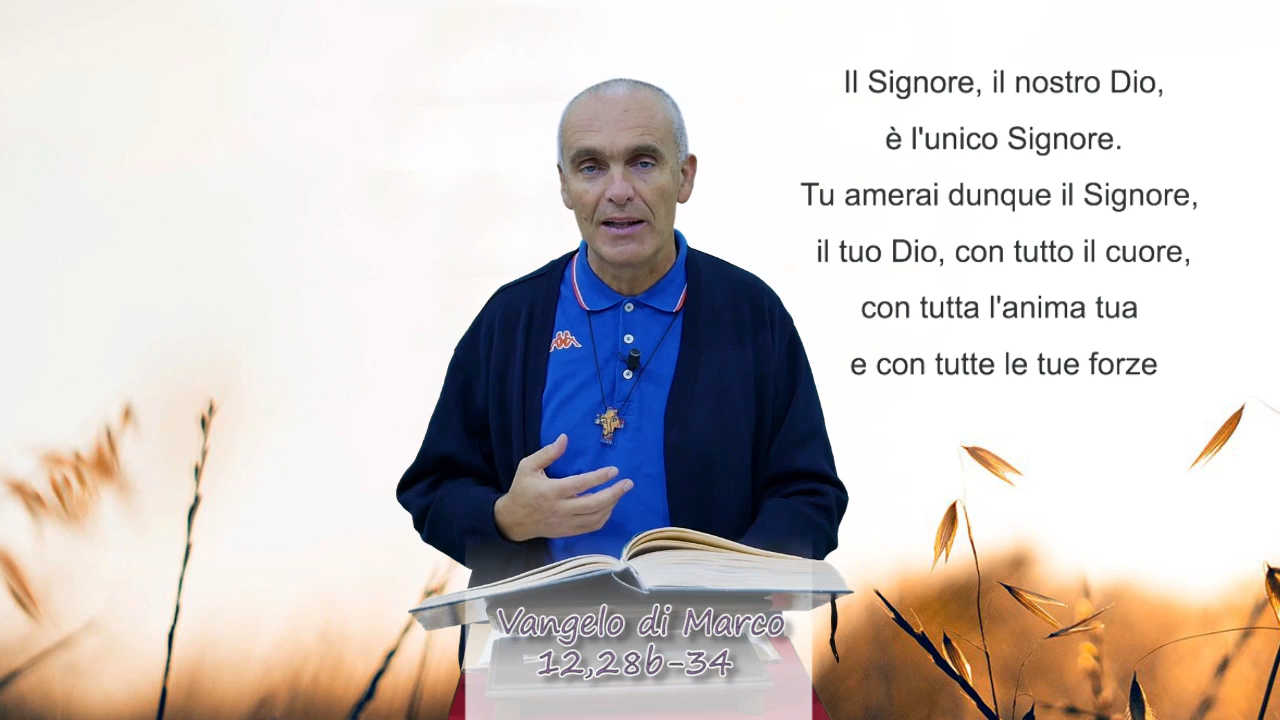 Il Signore, il nostro Dio,
è l'unico Signore.
Tu amerai dunque il Signore,
il tuo Dio, con tutto il cuore,
con tutta l'anima tua
e con tutte le tue forze
Vangelo di Marco
12,28b-34